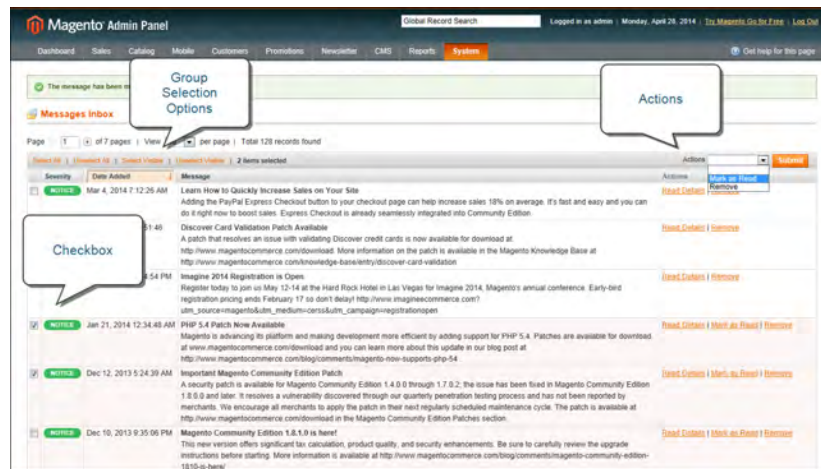 Magento Admin Panel
Global Record Search
Logged in as admin | Monday, April 28, 2014 | Try Magento Go for Free | Log Out
Dashboard Sales Catalog Mobile Customers Promotions Newsletter CMS Reports System Get help for this page
The message has been
Group
Selection
Options
Actions
Messages Inbox
Page 1 of 7 pages | View per page | Total 128 records found
Select All | Unselect All | Select Visible | Unselect Visible | 2 items selected
Actions Submit
Mark as Read
Remove
Severity Date Added Message Actions
NOTICE Mar 4, 2014 7:12:26 AM Learn How to Quickly Increase Sales on Your Site Read Details |
Adding the PayPal Express Checkout button to your checkout page can help increase sales 18% on average. It's fast and easy and you can
do it right now to boost sales. Express Checkout is already seamlessly integrated into Community Edition.
51:46 Discover Card Validation Patch Available Read Details | Remove
A patch that resolves an issue with validating Discover credit cards is now available for download at
http://www.magentocommerce.com/download. More information on the patch is available in the Magento Knowledge Base at
http://www.magentocommerce.com/knowledge-base/entry/discover-card-validation
Checkbox
4:54 PM Imagine 2014 Registration is Open Read Details | Remove
Register today to join us May 12-14 at the Hard Rock Hotel in Las Vegas for Imagine 2014, Magento's annual conference. Early-bird
registration pricing ends February 17 so don't delay! http://www.imagineecommerce.com?
utm_source=magento&utm_medium=cerss&utm_campaign=registrationopen
NOTICE Jan 21, 2014 12:34:48 AM PHP 5.4 Patch Now Available Read Details | Mark as Read | Remove
Magento is advancing its platform and making development more efficient by adding support for PHP 5.4. Patches are available for download
at www.magentocommerce.com/download and you can learn more about this update in our blog post at
http://www.magentocommerce.com/blog/comments/magento-now-supports-php-54
NOTICE Dec 12, 2013 5:24:39 AM Important Magento Community Edition Patch Read Details | Mark as Read | Remove
A security patch is available for Magento Community Edition 1.4.0.0 through 1.7.0.2; the issue has been fixed in Magento Community Edition
1.8.0.0 and later. It resolves a vulnerability discovered through our quarterly penetration testing process and has not been reported by
merchants. We encourage all merchants to apply the patch in their next regularly scheduled maintenance cycle. The patch is available at
http://www.magentocommerce.com/download in the Magento Community Edition Patches section.
NOTICE Dec 10, 2013 9:35:06 PM Magento Community Edition 1.8.1.0 is here! Read Details | Mark as Read | Remove
This new version offers significant tax calculation, product quality, and security enhancements. Be sure to carefully review the upgrade
instructions before starting. More information is available at http://www.magentocommerce.com/blog/comments/magento-community-edition-
1810-is-here/